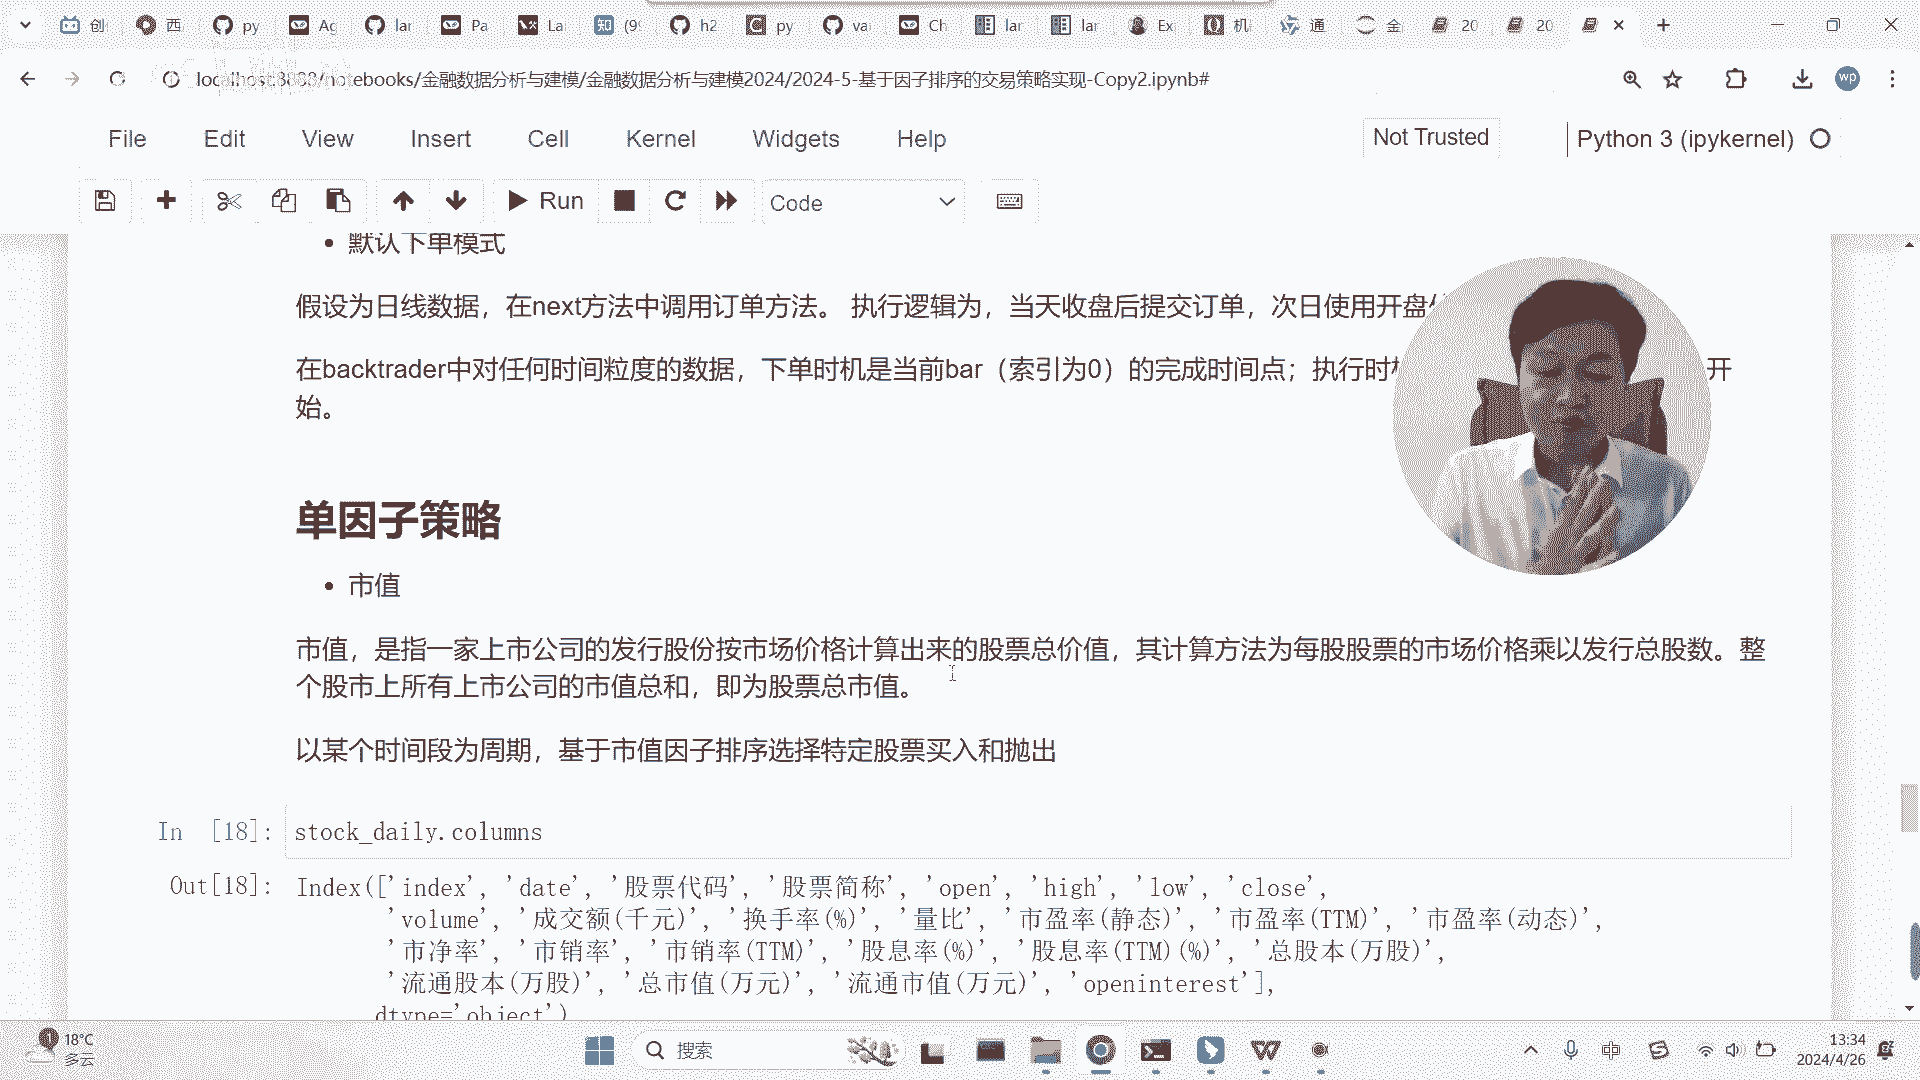 创 西 py Ag lar Pa La (9 h2 py va Ch lar lar Ex 机 通 金 20 20
localhost:8888/notebooks/金融数据分析与建模/金融数据分析与建模2024/2024-5-基于因子排序的交易策略实现-Copy2.ipynb#
wp
File Edit View Insert Cell Kernel Widgets Help Not Trusted Python 3 (ipykernel)
Run Code
默认下单模式
假设为日线数据，在next方法中调用订单方法。 执行逻辑为，当天收盘后提交订单，次日使用开盘
在backtrader中对任何时间粒度的数据，下单时机是当前bar（索引为0）的完成时间点；执行时 开
始。
单因子策略
市值
市值，是指一家上市公司的发行股份按市场价格计算出来的股票总价值，其计算方法为每股股票的市场价格乘以发行总股数。整
个股市上所有上市公司的市值总和，即为股票总市值。
以某个时间段为周期，基于市值因子排序选择特定股票买入和抛出
In [18]: stock_daily.columns
Out[18]: Index(['index', 'date', '股票代码', '股票简称', 'open', 'high', 'low', 'close',
'volume', '成交额(千元)', '换手率(%)', '量比', '市盈率(静态)', '市盈率(TTM)', '市盈率(动态)',
'市净率', '市销率', '市销率(TTM)', '股息率(%)', '股息率(TTM)(%)', '总股本(万股)',
'流通股本(万股)', '总市值(万元)', '流通市值(万元)', 'openinterest'],
dtype='object')
18°C
多云
搜索
中
13:34
2024/4/26